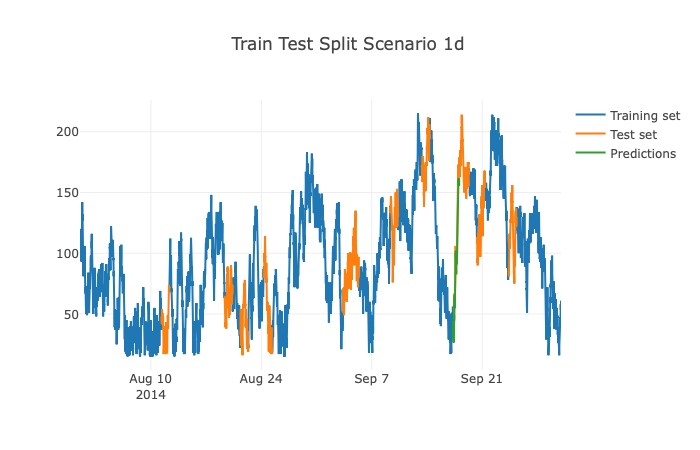 Train Test Split Scenario 1d
Training set
Test set
Predictions
200
150
100
50
Aug 10
2014
Aug 24
Sep 7
Sep 21